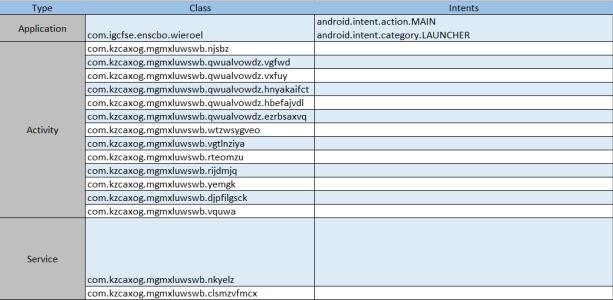 Type Class Intents
Application com.igcfse.enscbo.wieroel android.intent.action.MAIN
android.intent.category.LAUNCHER
Activity
com.kzcaxog.mgmxluwswb.njsbz
com.kzcaxog.mgmxluwswb.qwualvowdz.vgfwd
com.kzcaxog.mgmxluwswb.qwualvowdz.vxfuy
com.kzcaxog.mgmxluwswb.qwualvowdz.hnyakaifct
com.kzcaxog.mgmxluwswb.qwualvowdz.hbefajvdl
com.kzcaxog.mgmxluwswb.qwualvowdz.ezrbsaxvq
com.kzcaxog.mgmxluwswb.wtzwsygveo
com.kzcaxog.mgmxluwswb.vgtlnziya
com.kzcaxog.mgmxluwswb.rteomzu
com.kzcaxog.mgmxluwswb.rijdmjq
com.kzcaxog.mgmxluwswb.yemgk
com.kzcaxog.mgmxluwswb.djpfilgsck
com.kzcaxog.mgmxluwswb.vquwa
Service
com.kzcaxog.mgmxluwswb.nkyelz
com.kzcaxog.mgmxluwswb.clsmzvfmcx